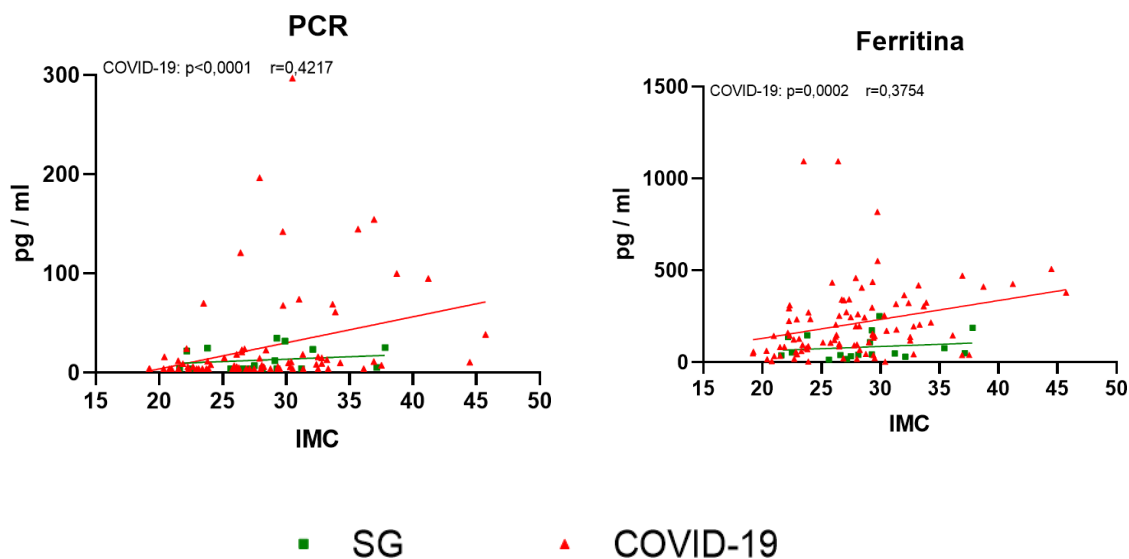 PCR
COVID-19: p<0,0001 r=0,4217
300
200
100
0
pg / ml
15 20 25 30 35 40 45 50
IMC
Ferritina
COVID-19: p=0,0002 r=0,3754
1500
1000
500
0
pg / ml
15 20 25 30 35 40 45 50
IMC
SG COVID-19